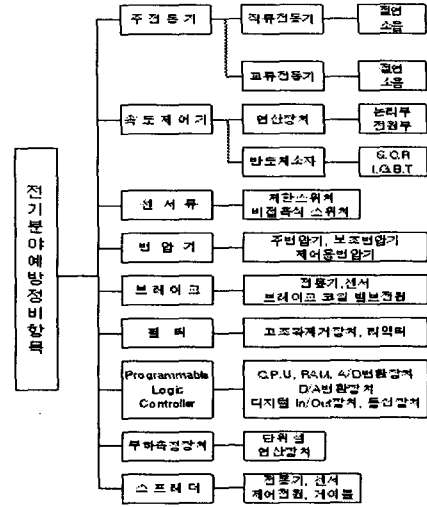 전기분야예방정비항목
주전동기
직류전동기
절연
소음
교류전동기
절연
소음
속도제어기
연산장치
논리부
전원부
반도체소자
S.C.R
I.G.B.T
센서류
제한스위치
비접촉식 스위치
변압기
주변압기, 보조변압기
제어용변압기
브레이크
전동기,센서
브레이크 코일 밸브전원
필터
고조파제거장치, 리액터
Programmable
Logic
Controller
C.P.U, RAM, A/D변환장치
D/A변환장치
디지털 In/Out장치, 통신장치
부하측정장치
단위 셀
연산장치
스프레더
전동기, 센서
제어전원, 케이블